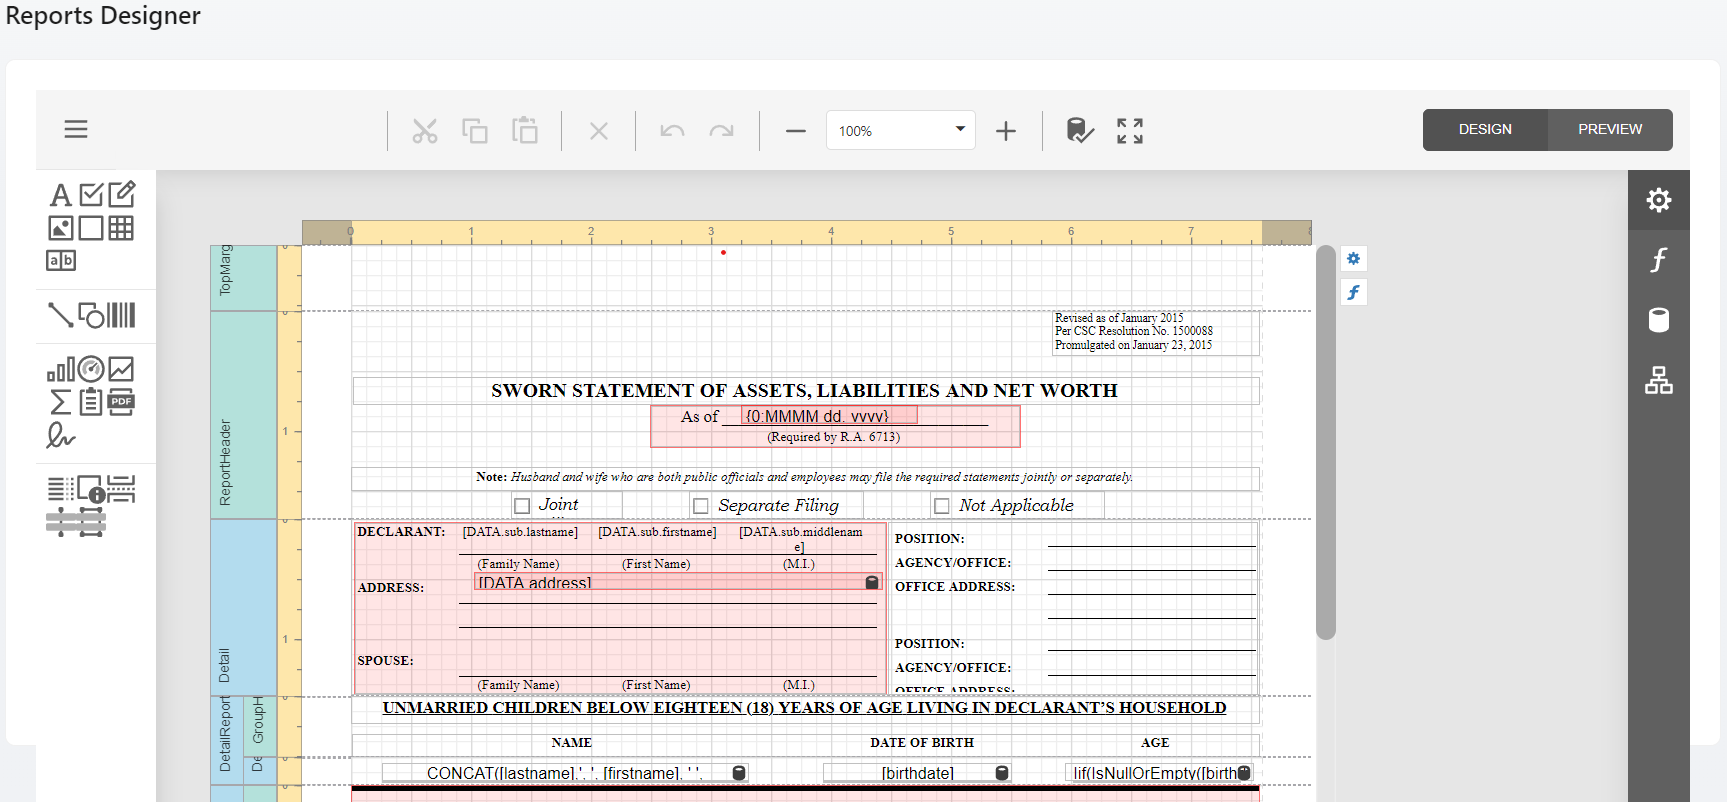 Reports Designer
100%
DESIGN
PREVIEW
0 1 2 3 4 5 6 7
TopMarg
Revised as of January 2015
Per CSC Resolution No. 1500088
Promulgated on January 23, 2015
ReportHeader
SWORN STATEMENT OF ASSETS, LIABILITIES AND NET WORTH
1
As of {0:MMMM dd. yyyy}
(Required by R.A. 6713)
Note: Husband and wife who are both public officials and employees may file the required statements jointly or separately.
Joint
Separate Filing
Not Applicable
Detail
DECLARANT: [DATA.sub.lastname] [DATA.sub.firstname] [DATA.sub.middlenam
e]
(Family Name) (First Name) (M.I.)
ADDRESS: [DATA address]
1
SPOUSE:
(Family Name) (First Name) (M.I.)
POSITION:
AGENCY/OFFICE:
OFFICE ADDRESS:
POSITION:
AGENCY/OFFICE:
OFFICE ADDRESS:
DetailReport
GroupH
UNMARRIED CHILDREN BELOW EIGHTEEN (18) YEARS OF AGE LIVING IN DECLARANT’S HOUSEHOLD
NAME DATE OF BIRTH AGE
De
CONCAT([lastname],', ', [firstname], ' ',
[birthdate]
Iif(IsNullOrEmpty([birth
PDF
A
ab